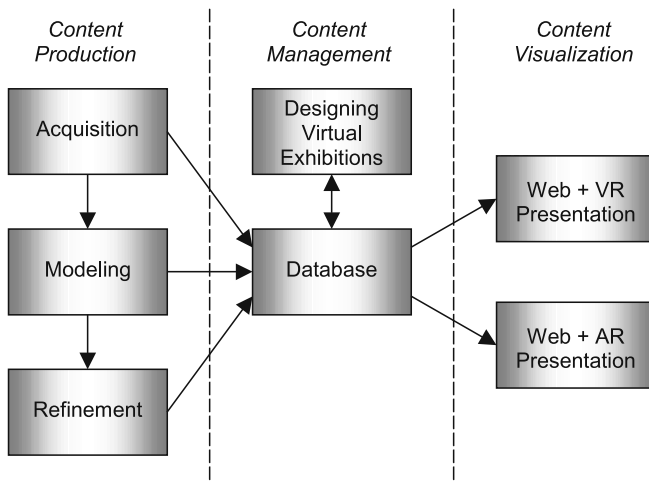 Content
Production
Content
Management
Content
Visualization
Acquisition
Modeling
Refinement
Designing
Virtual
Exhibitions
Database
Web + VR
Presentation
Web + AR
Presentation